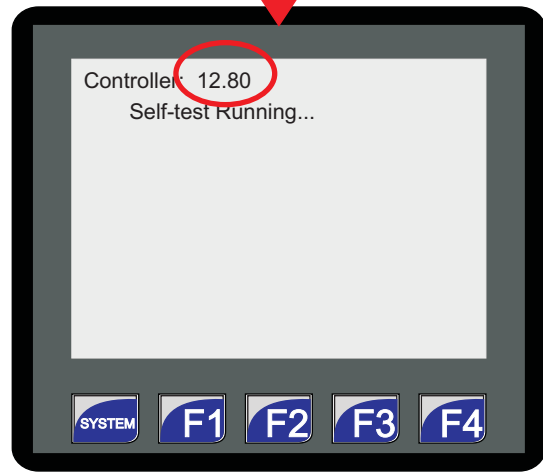 Controller: 12.80
Self-test Running...
SYSTEM F1 F2 F3 F4